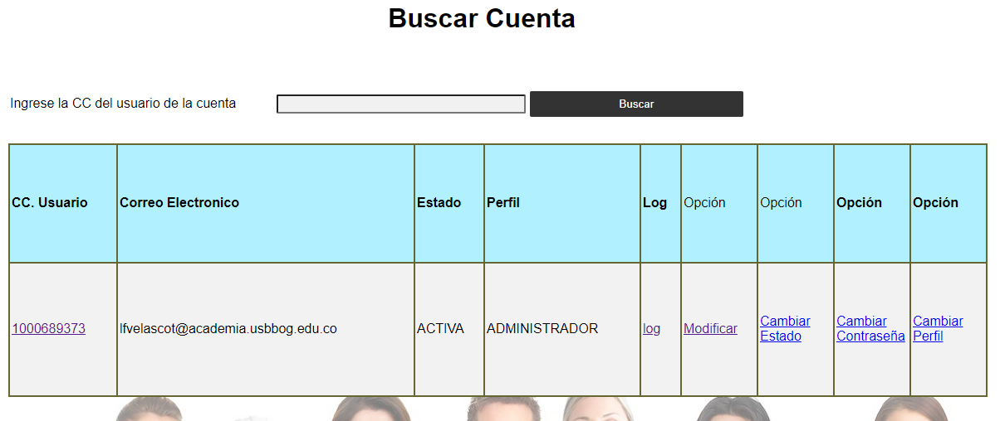 Buscar Cuenta
Ingrese la CC del usuario de la cuenta Buscar
CC. Usuario Correo Electronico Estado Perfil Log Opción Opción Opción Opción
1000689373 lfvelascot@academia.usbbog.edu.co ACTIVA ADMINISTRADOR log Modificar Cambiar Estado Cambiar Contraseña Cambiar Perfil